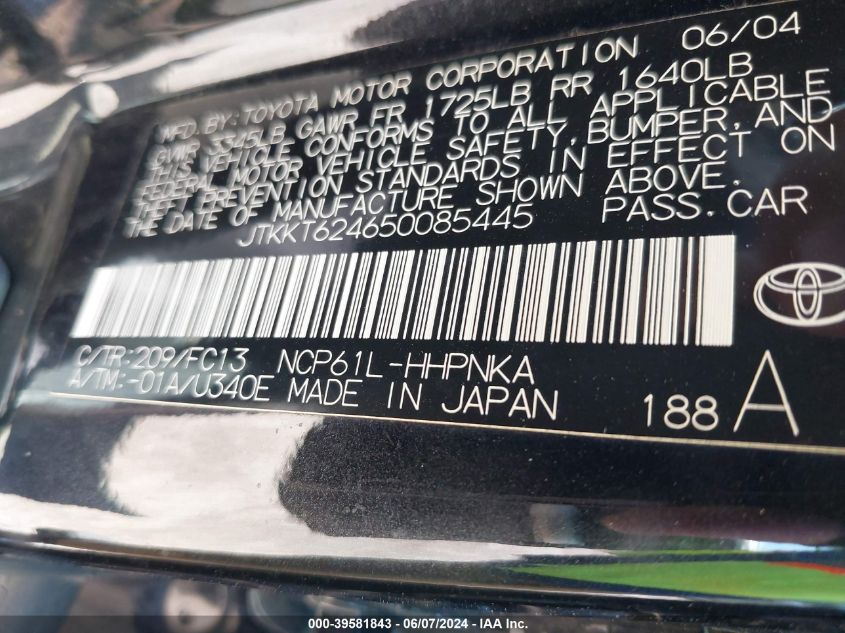 MFD. BY: TOYOTA MOTOR CORPORATION 06/04
GVWR 3345LB GAWR FR 1725LB RR 1640LB
THIS VEHICLE CONFORMS TO ALL APPLICABLE
FEDERAL MOTOR VEHICLE SAFETY, BUMPER, AND
THEFT PREVENTION STANDARDS IN EFFECT ON
THE DATE OF MANUFACTURE SHOWN ABOVE.
JTKKT624650085445 PASS. CAR
C/TR: 209/FC13 NCP61L-HHPNKA
A/TM: -01A/U340E MADE IN JAPAN
188 A
000-39581843 - 06/07/2024 - IAA Inc.